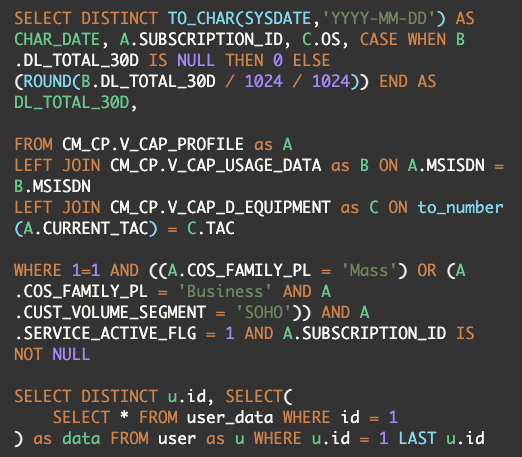 SELECT DISTINCT TO_CHAR(SYSDATE,'YYYY-MM-DD') AS
CHAR_DATE, A.SUBSCRIPTION_ID, C.OS, CASE WHEN B
.DL_TOTAL_30D IS NULL THEN 0 ELSE
(ROUND(B.DL_TOTAL_30D / 1024 / 1024)) END AS
DL_TOTAL_30D,

FROM CM_CP.V_CAP_PROFILE as A
LEFT JOIN CM_CP.V_CAP_USAGE_DATA as B ON A.MSISDN =
B.MSISDN
LEFT JOIN CM_CP.V_CAP_D_EQUIPMENT as C ON to_number
(A.CURRENT_TAC) = C.TAC

WHERE 1=1 AND ((A.COS_FAMILY_PL = 'Mass') OR (A
.COS_FAMILY_PL = 'Business' AND A
.CUST_VOLUME_SEGMENT = 'SOHO')) AND A
.SERVICE_ACTIVE_FLG = 1 AND A.SUBSCRIPTION_ID IS
NOT NULL

SELECT DISTINCT u.id, SELECT(
    SELECT * FROM user_data WHERE id = 1
) as data FROM user as u WHERE u.id = 1 LAST u.id